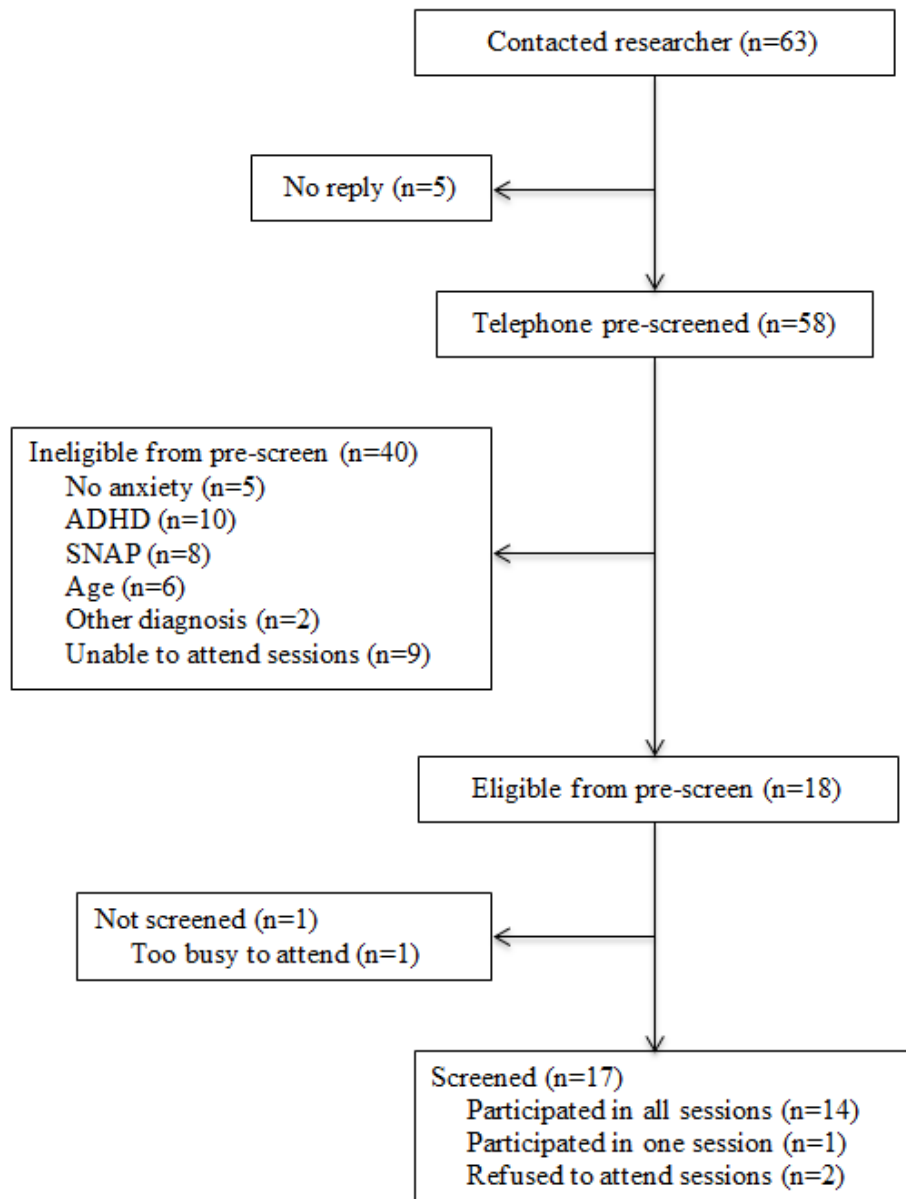 Contacted researcher (n=63)
No reply (n=5)
Telephone pre-screened (n=58)
Ineligible from pre-screen (n=40)
No anxiety (n=5)
ADHD (n=10)
SNAP (n=8)
Age (n=6)
Other diagnosis (n=2)
Unable to attend sessions (n=9)
Eligible from pre-screen (n=18)
Not screened (n=1)
Too busy to attend (n=1)
Screened (n=17)
Participated in all sessions (n=14)
Participated in one session (n=1)
Refused to attend sessions (n=2)